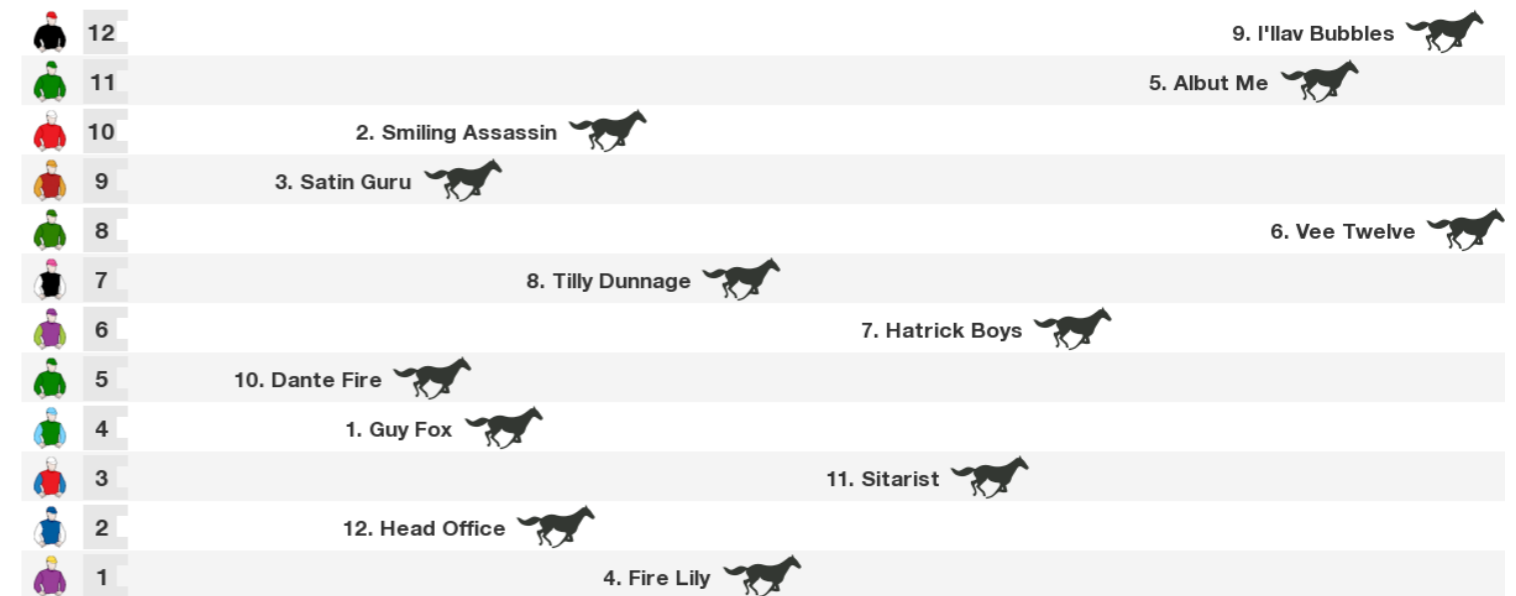 12 9. I'llav Bubbles
11 5. Albut Me
10 2. Smiling Assassin
9 3. Satin Guru
8 6. Vee Twelve
7 8. Tilly Dunnage
6 7. Hatrick Boys
5 10. Dante Fire
4 1. Guy Fox
3 11. Sitarist
2 12. Head Office
1 4. Fire Lily